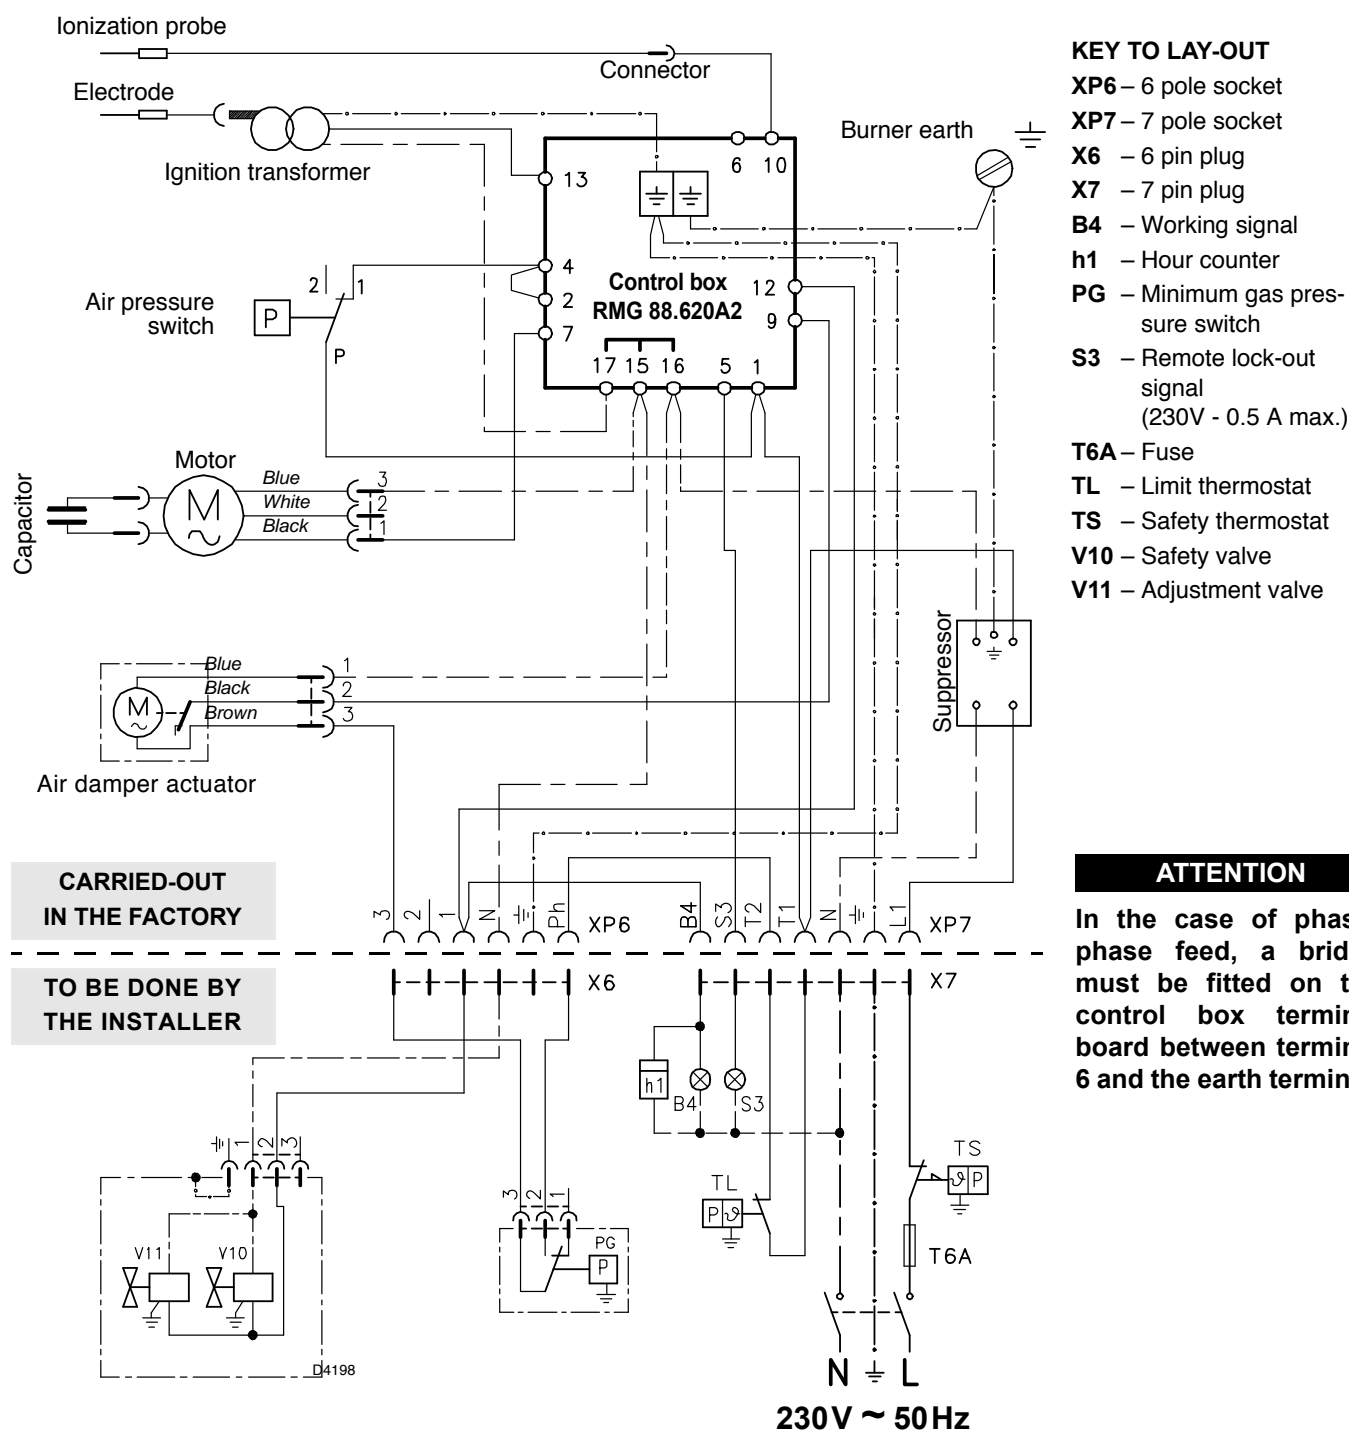 Ionization probe
Connector
Electrode
Ignition transformer
Burner earth
6 10
13
4
2
7
Control box
RMG 88.620A2
12
9
17 15 16 5 1
2 1
Air pressure
switch
P
P
Motor
M
Capacitor
Blue
White
Black
3
2
1
Suppressor
Blue
Black
Brown
1
2
3
M
Air damper actuator
CARRIED-OUT
IN THE FACTORY
3 2 1 N Ph XP6
B4 S3 T2 T1 N L1 XP7
TO BE DONE BY
THE INSTALLER
X6
X7
h1
B4
S3
1 2 3
V11
V10
D4198
3 2 1
PG
P
TL
P ϑ
TS
ϑ P
T6A
N L
230V ~ 50Hz
KEY TO LAY-OUT
XP6 – 6 pole socket
XP7 – 7 pole socket
X6 – 6 pin plug
X7 – 7 pin plug
B4 – Working signal
h1 – Hour counter
PG – Minimum gas pres-
sure switch
S3 – Remote lock-out
signal
(230V - 0.5 A max.)
T6A – Fuse
TL – Limit thermostat
TS – Safety thermostat
V10 – Safety valve
V11 – Adjustment valve
ATTENTION
In the case of
phase feed, a
must be fitted on
control box
board between
6 and the earth